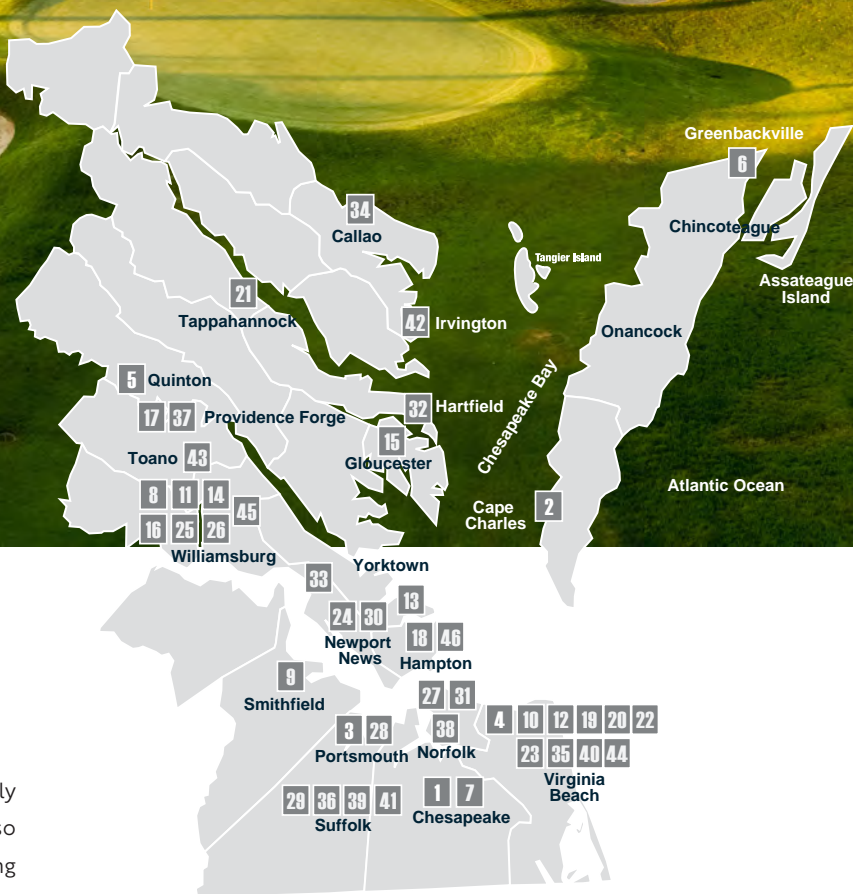 Greenbackville
6
34
Callao
Chincoteague
Tangier Island
Assateague
Island
21
Tappahannock
42 Irvington
Onancock
5 Quinton
17 37 Providence Forge
32 Hartfield
15
Gloucester
Chesapeake Bay
Toano 43
8 11 14
45
16 25 26
Williamsburg
Cape
Charles
2
Atlantic Ocean
Yorktown
33
13
24 30
Newport
News
18 46
Hampton
9
Smithfield
27 31
38
Norfolk
3 28
Portsmouth
4 10 12 19 20 22
23 35 40 44
Virginia
Beach
29 36 39 41
Suffolk
1 7
Chesapeake
ly
so
ng